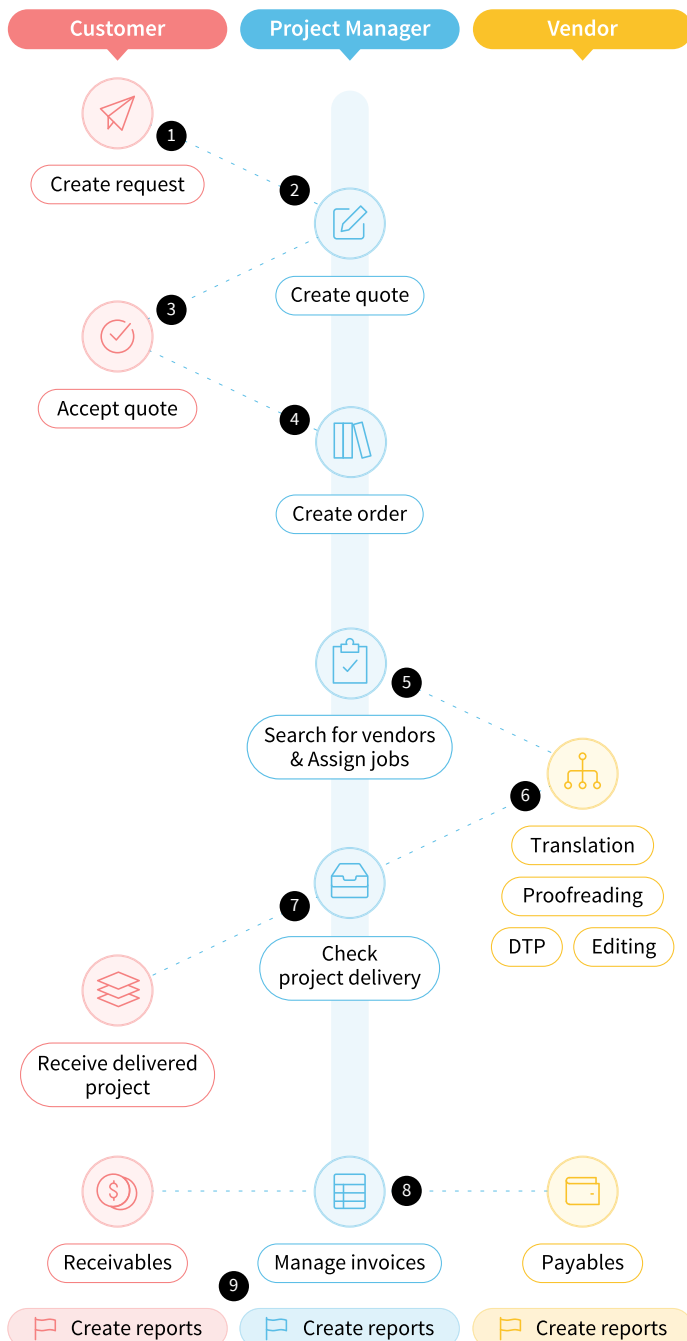 Customer
Project Manager
Vendor
1
Create request
2
Create quote
3
Accept quote
4
Create order
5
Search for vendors
& Assign jobs
6
Translation
Proofreading
DTP
Editing
7
Check
project delivery
Receive delivered
project
$
8
Receivables
Manage invoices
Payables
9
Create reports
Create reports
Create reports